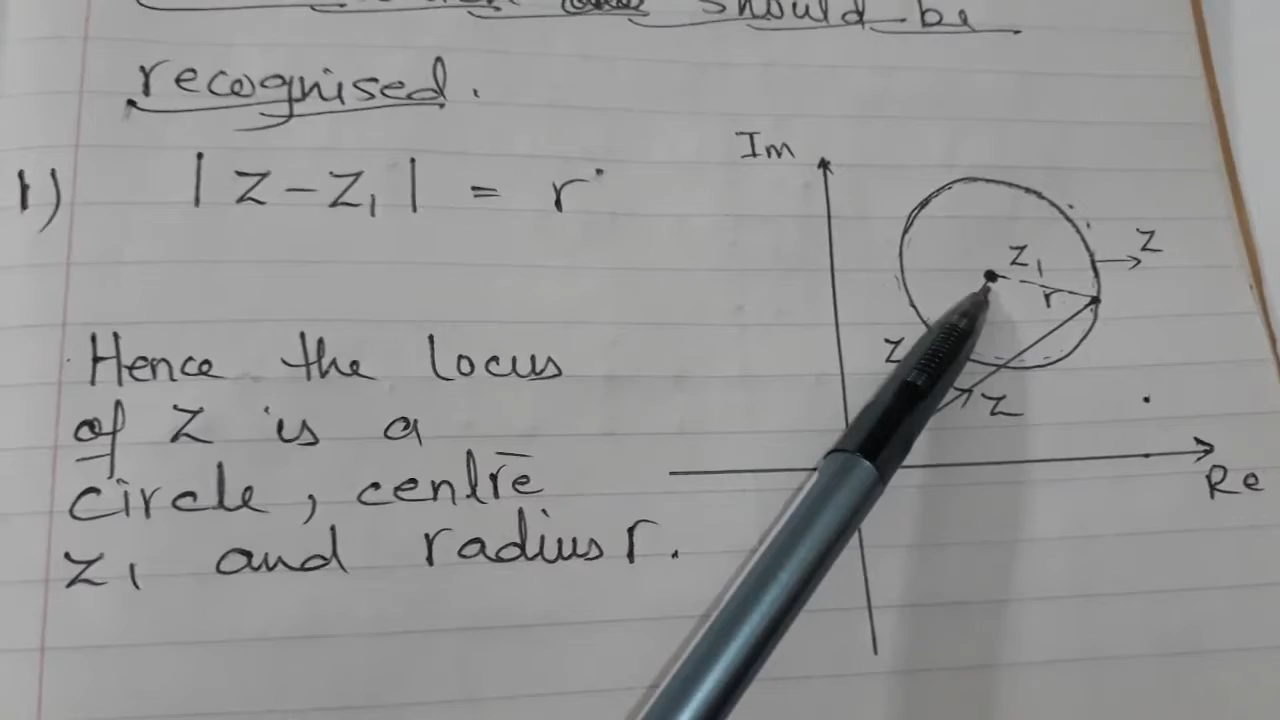 should be
recognised.
1) | z - z₁ | = r
Hence the locus
of z is a
circle, centre
z₁ and radius r.
Im
z₁
z
r
z
z
Re